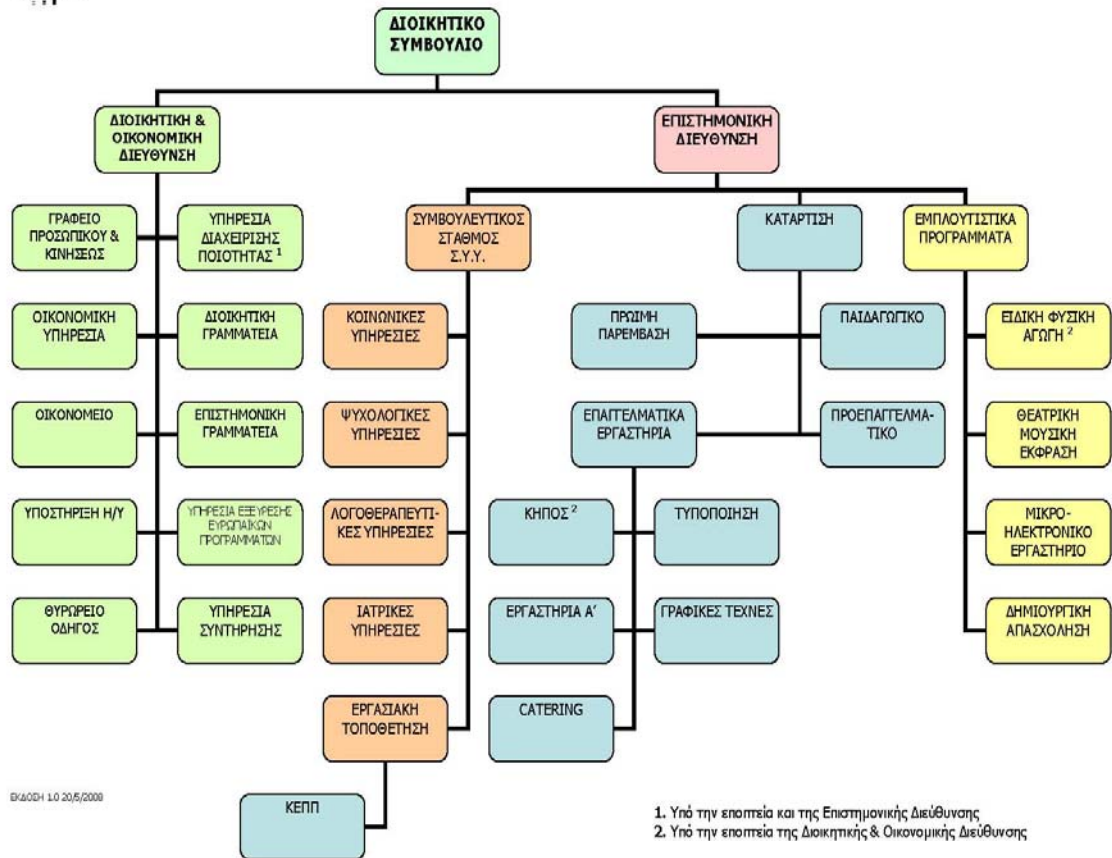 ΔΙΟΙΚΗΤΙΚΟ
ΣΥΜΒΟΥΛΙΟ
ΔΙΟΙΚΗΤΙΚΗ &
ΟΙΚΟΝΟΜΙΚΗ
ΔΙΕΥΘΥΝΣΗ
ΕΠΙΣΤΗΜΟΝΙΚΗ
ΔΙΕΥΘΥΝΣΗ
ΓΡΑΦΕΙΟ
ΠΡΟΣΩΠΙΚΟΥ &
ΚΙΝΗΣΕΩΣ
ΥΠΗΡΕΣΙΑ
ΔΙΑΧΕΙΡΙΣΗΣ
ΠΟΙΟΤΗΤΑΣ 1
ΣΥΜΒΟΥΛΕΥΤΙΚΟΣ
ΣΤΑΘΜΟΣ
Σ.Υ.Υ.
ΚΑΤΑΡΤΙΣΗ
ΕΜΠΛΟΥΤΙΣΤΙΚΑ
ΠΡΟΓΡΑΜΜΑΤΑ
ΟΙΚΟΝΟΜΙΚΗ
ΥΠΗΡΕΣΙΑ
ΔΙΟΙΚΗΤΙΚΗ
ΓΡΑΜΜΑΤΕΙΑ
ΚΟΙΝΩΝΙΚΕΣ
ΥΠΗΡΕΣΙΕΣ
ΠΡΩΙΜΗ
ΠΑΡΕΜΒΑΣΗ
ΠΑΙΔΑΓΩΓΙΚΟ
ΕΙΔΙΚΗ ΦΥΣΙΚΗ
ΑΓΩΓΗ 2
ΟΙΚΟΝΟΜΕΙΟ
ΕΠΙΣΤΗΜΟΝΙΚΗ
ΓΡΑΜΜΑΤΕΙΑ
ΨΥΧΟΛΟΓΙΚΕΣ
ΥΠΗΡΕΣΙΕΣ
ΕΠΑΓΓΕΛΜΑΤΙΚΑ
ΕΡΓΑΣΤΗΡΙΑ
ΠΡΟΕΠΑΓΓΕΛΜΑ-
ΤΙΚΟ
ΘΕΑΤΡΙΚΗ
ΜΟΥΣΙΚΗ
ΕΚΦΡΑΣΗ
ΥΠΟΣΤΗΡΙΞΗ Η/Υ
ΥΠΗΡΕΣΙΑ ΕΞΕΥΡΕΣΗΣ
ΕΥΡΩΠΑΪΚΩΝ
ΠΡΟΓΡΑΜΜΑΤΩΝ
ΛΟΓΟΘΕΡΑΠΕΥΤΙ-
ΚΕΣ ΥΠΗΡΕΣΙΕΣ
ΚΗΠΟΣ 2
ΤΥΠΟΠΟΙΗΣΗ
ΜΙΚΡΟ-
ΗΛΕΚΤΡΟΝΙΚΟ
ΕΡΓΑΣΤΗΡΙΟ
ΘΥΡΩΡΕΙΟ
ΟΔΗΓΟΣ
ΥΠΗΡΕΣΙΑ
ΣΥΝΤΗΡΗΣΗΣ
ΙΑΤΡΙΚΕΣ
ΥΠΗΡΕΣΙΕΣ
ΕΡΓΑΣΤΗΡΙΑ Α'
ΓΡΑΦΙΚΕΣ ΤΕΧΝΕΣ
ΔΗΜΙΟΥΡΓΙΚΗ
ΑΠΑΣΧΟΛΗΣΗ
ΕΡΓΑΣΙΑΚΗ
ΤΟΠΟΘΕΤΗΣΗ
CATERING
ΕΚΔΟΣΗ 1.0 20/5/2008
ΚΕΠΠ
1. Υπό την εποπτεία και της Επιστημονικής Διεύθυνσης
2. Υπό την εποπτεία της Διοικητικής & Οικονομικής Διεύθυνσης